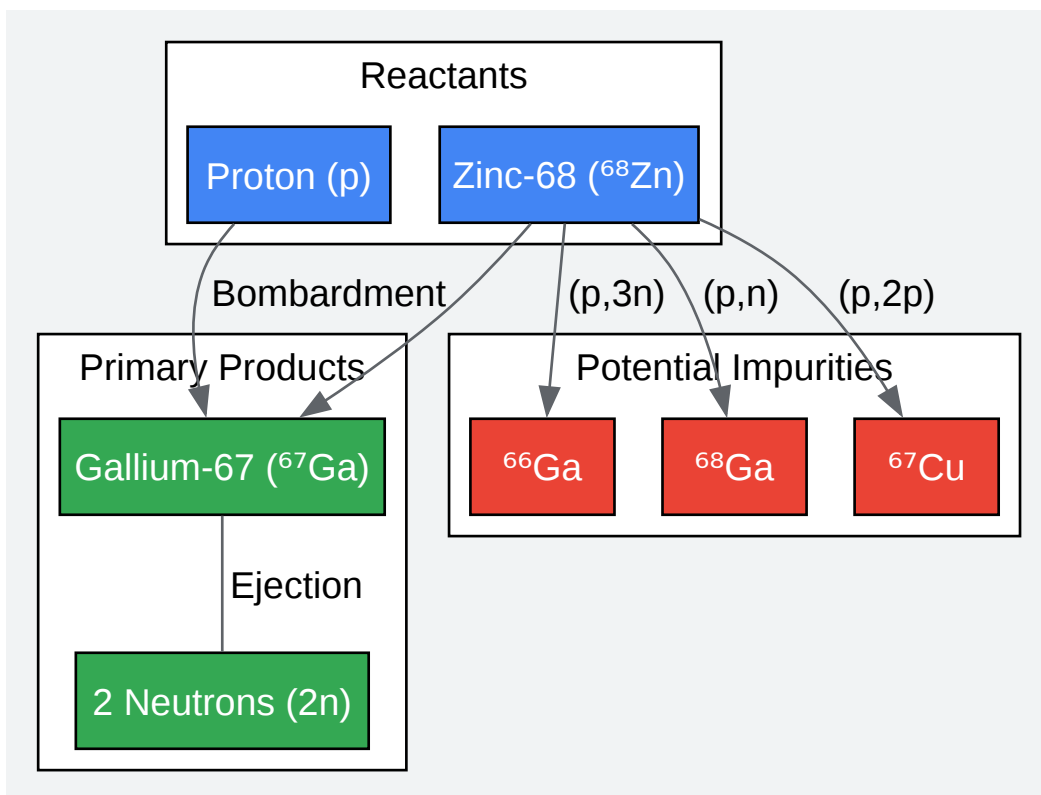 Reactants
Proton (p)
Zinc-68 (⁶⁸Zn)
Bombardment
(p,3n)
(p,n)
(p,2p)
Primary Products
Potential Impurities
Gallium-67 (⁶⁷Ga)
⁶⁶Ga
⁶⁸Ga
⁶⁷Cu
Ejection
2 Neutrons (2n)